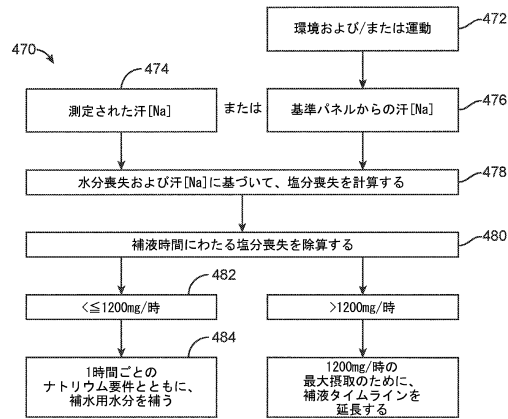 環境および/または運動
472
470
474
測定された汗[Na]
または
基準パネルからの汗[Na]
476
水分喪失および汗[Na]に基づいて、塩分喪失を計算する
478
補液時間にわたる塩分喪失を除算する
480
482
<≦1200mg/時
>1200mg/時
484
1時間ごとの
ナトリウム要件とともに、
補水用水分を補う
1200mg/時の
最大摂取のために、
補液タイムラインを
延長する